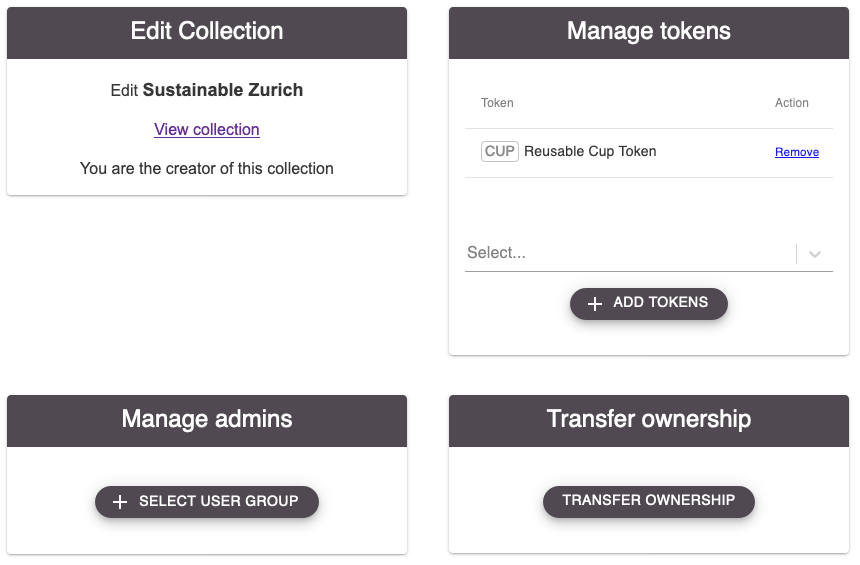 Edit Collection
Edit Sustainable Zurich
View collection
You are the creator of this collection
Manage tokens
Token Action
CUP Reusable Cup Token Remove
Select...
ADD TOKENS
Manage admins
SELECT USER GROUP
Transfer ownership
TRANSFER OWNERSHIP